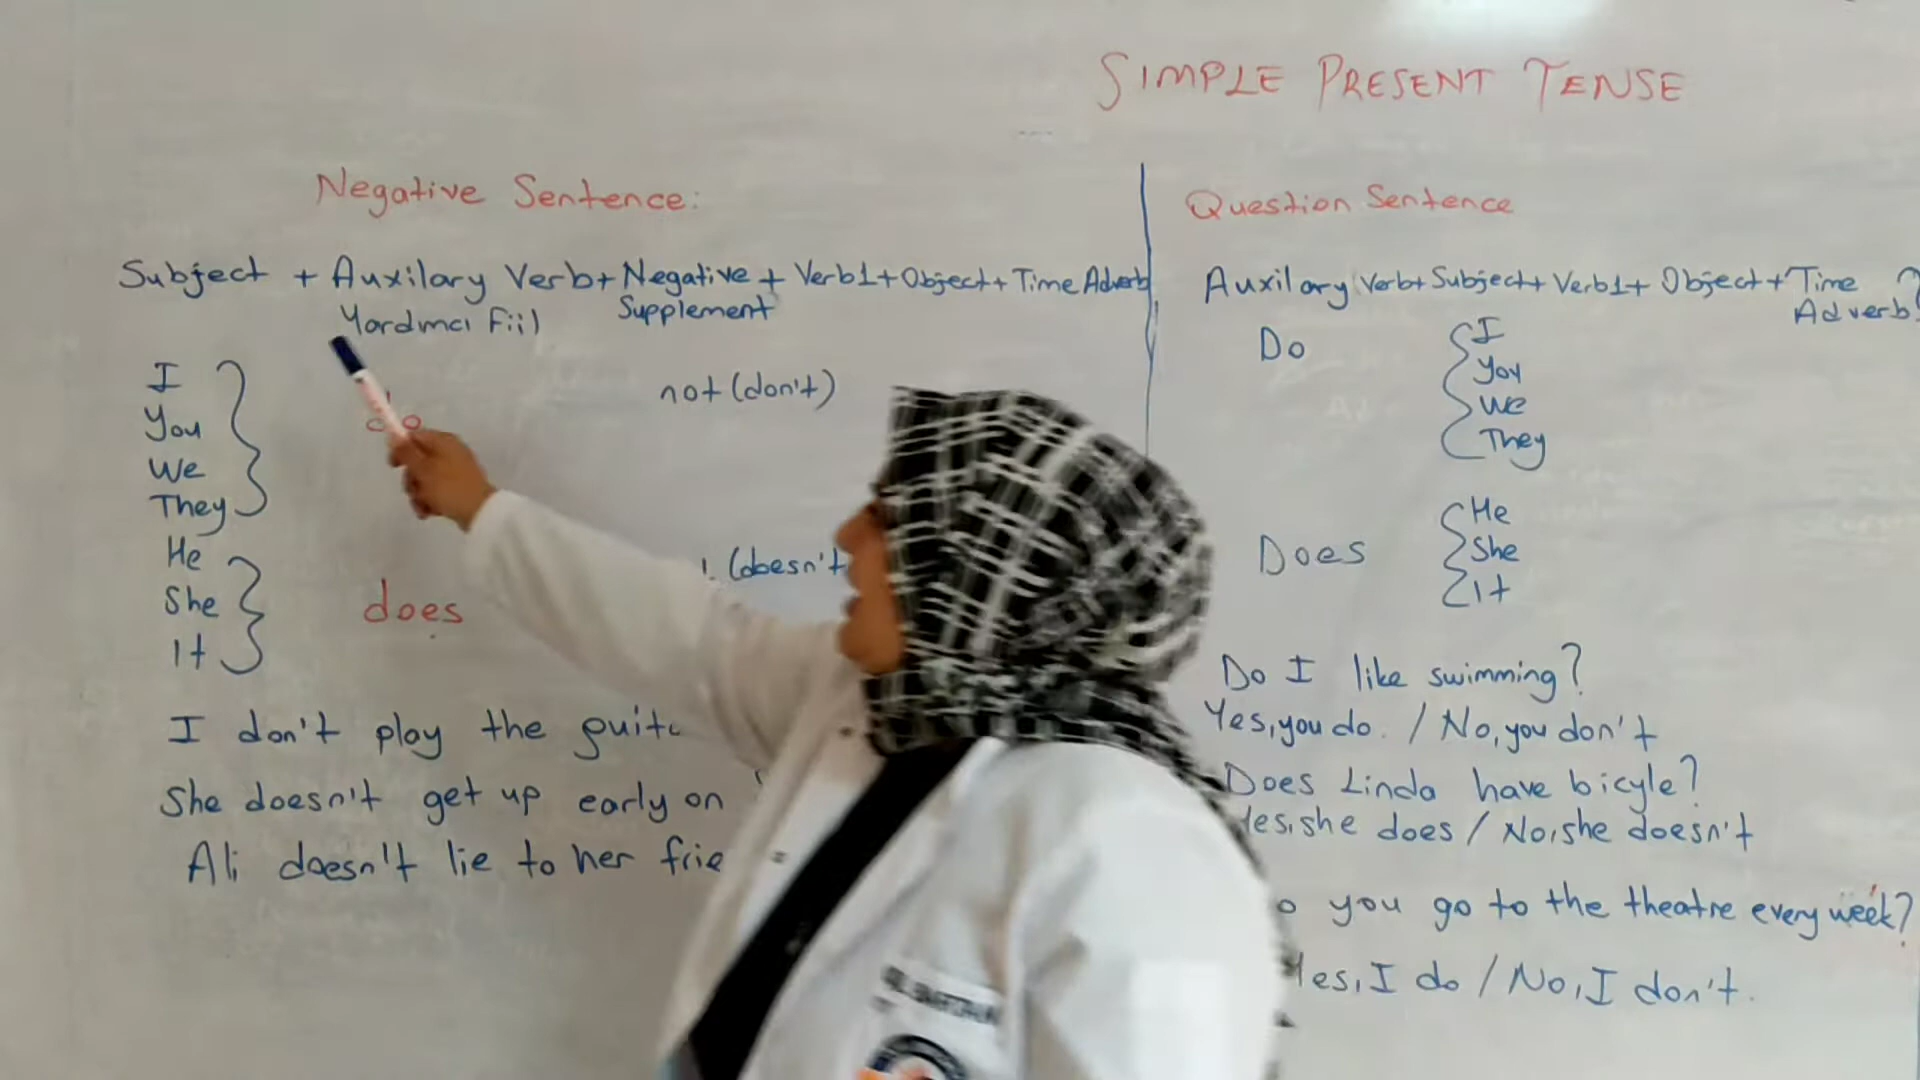 SIMPLE PRESENT TENSE
Negative Sentence:
Subject + Auxilary Verb + Negative + Verb1 + Object + Time Adverb
Supplement
Yardımcı Fiil
I
You
We
They
do
not (don't)
He
She
It
does
(doesn't
I don't play the
She doesn't get up early on
Ali doesn't lie to her
Question Sentence
Auxilary Verb + Subject + Verb1 + Object + Time
Adverb
?
Do
I
You
We
They
Does
He
She
It
Do I like swimming?
Yes, you do. / No, you don't
Does Linda have bicyle?
Yes, she does / No, she doesn't
you go to the theatre every week?
Yes, I do / No, I don't.